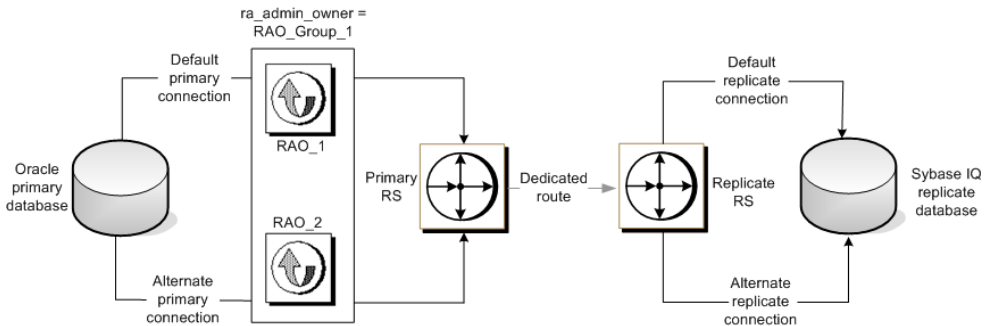 ra_admin_owner =
RAO_Group_1
Default
primary
connection
RAO_1
Oracle
primary
database
RAO_2
Alternate
primary
connection
Primary
RS
Dedicated
route
Default
replicate
connection
Replicate
RS
Alternate
replicate
connection
Sybase IQ
replicate
database